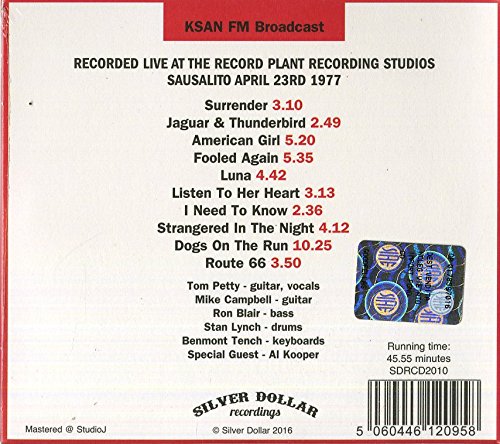 KSAN FM Broadcast
RECORDED LIVE AT THE RECORD PLANT RECORDING STUDIOS
SAUSALITO APRIL 23RD 1977
Surrender 3.10
Jaguar & Thunderbird 2.49
American Girl 5.20
Fooled Again 5.35
Luna 4.42
Listen To Her Heart 3.13
I Need To Know 2.36
Strangered In The Night 4.12
Dogs On The Run 10.25
Route 66 3.50
Tom Petty - guitar, vocals
Mike Campbell - guitar
Ron Blair - bass
Stan Lynch - drums
Benmont Tench - keyboards
Special Guest - Al Kooper
Running time:
45.55 minutes
SDRCD2010
SILVER DOLLAR
recordings
Mastered @ StudioJ
© Silver Dollar 2016
5 060446 120958